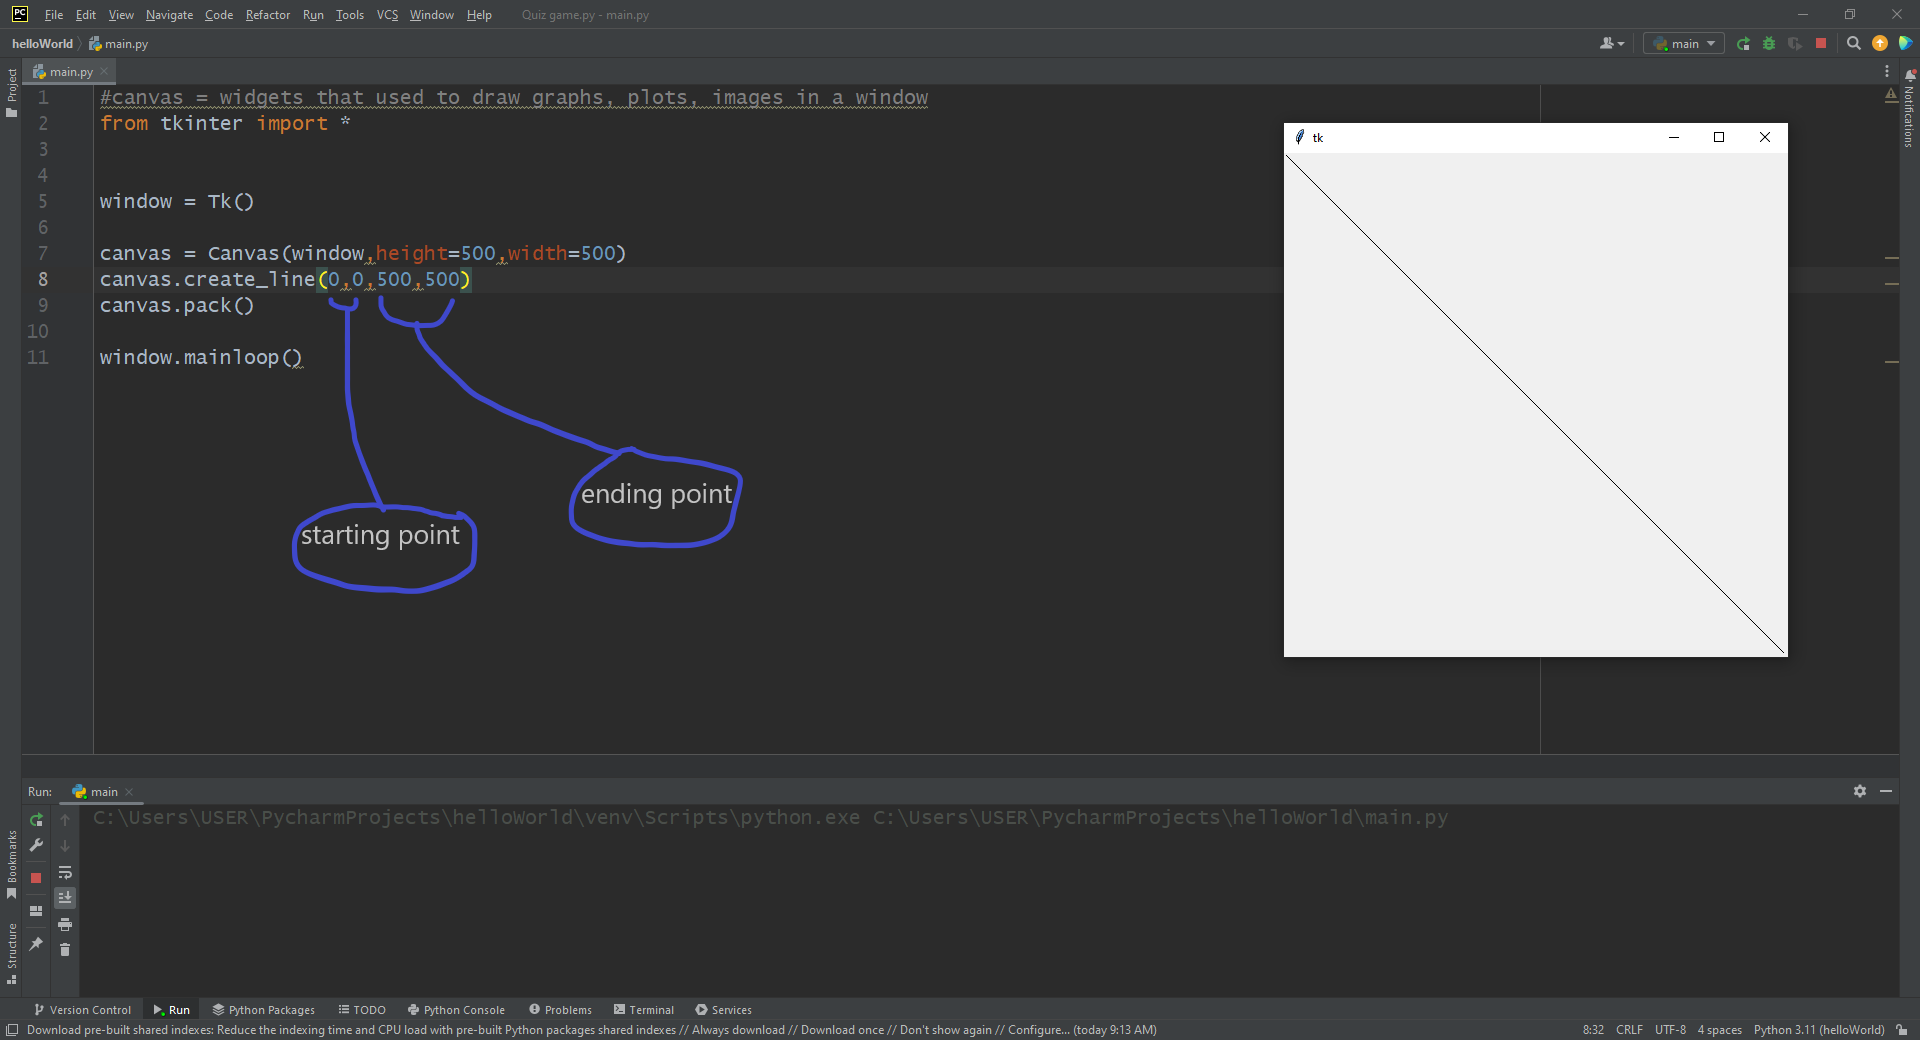 File Edit View Navigate Code Refactor Run Tools VCS Window Help Quiz game.py - main.py
helloWorld main.py
main
main.py
Project
Notifications
1 #canvas = widgets that used to draw graphs, plots, images in a window
2 from tkinter import *
3
4
5 window = Tk()
6
7 canvas = Canvas(window,height=500,width=500)
8 canvas.create_line(0,0,500,500)
9 canvas.pack()
10
11 window.mainloop()
tk
ending point
starting point
Run: main
C:\Users\USER\PycharmProjects\helloWorld\venv\Scripts\python.exe C:\Users\USER\PycharmProjects\helloWorld\main.py
Bookmarks
Structure
Version Control Run Python Packages TODO Python Console Problems Terminal Services
Download pre-built shared indexes: Reduce the indexing time and CPU load with pre-built Python packages shared indexes // Always download // Download once // Don't show again // Configure... (today 9:13 AM) 8:32 CRLF UTF-8 4 spaces Python 3.11 (helloWorld)